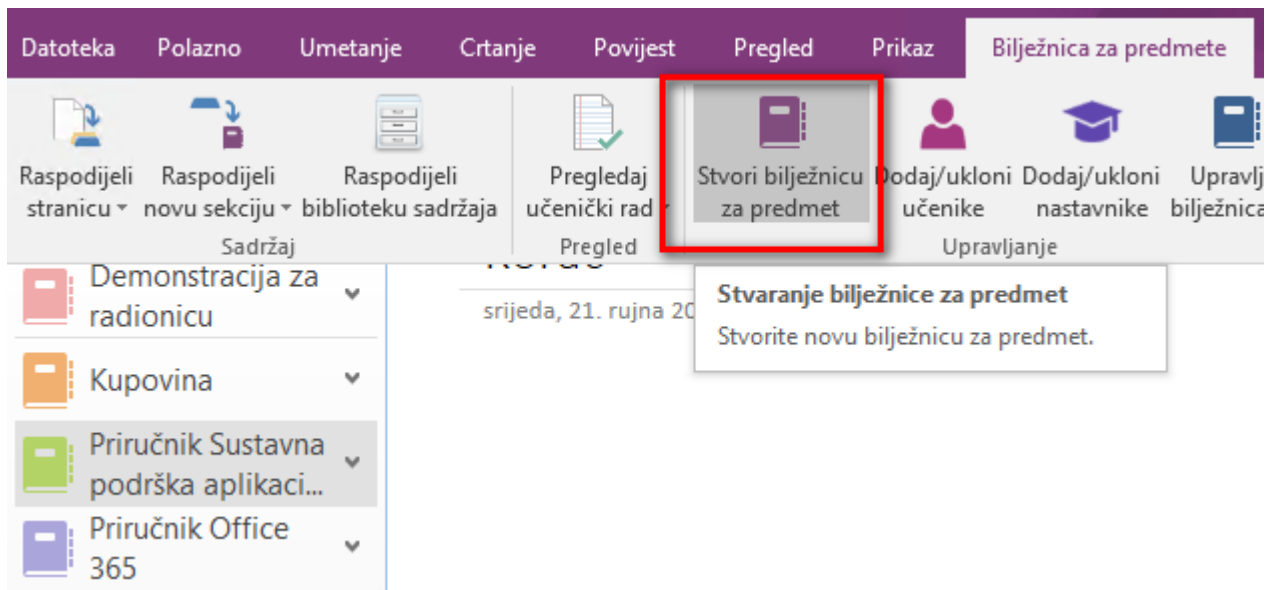 Datoteka Polazno Umetanje Crtanje Povijest Pregled Prikaz Bilježnica za predmete
Raspodijeli stranicu
Raspodijeli novu sekciju
Raspodijeli biblioteku sadržaja
Sadržaj
Pregledaj učenički rad
Pregled
Stvori bilježnicu za predmet
Dodaj/ukloni učenike
Dodaj/ukloni nastavnike
Upravlj
bilježnica
Upravljanje
Demonstracija za
radionicu
Kupovina
Priručnik Sustavna
podrška aplikaci...
Priručnik Office
365
srijeda, 21. rujna 20
Stvaranje bilježnice za predmet
Stvorite novu bilježnicu za predmet.